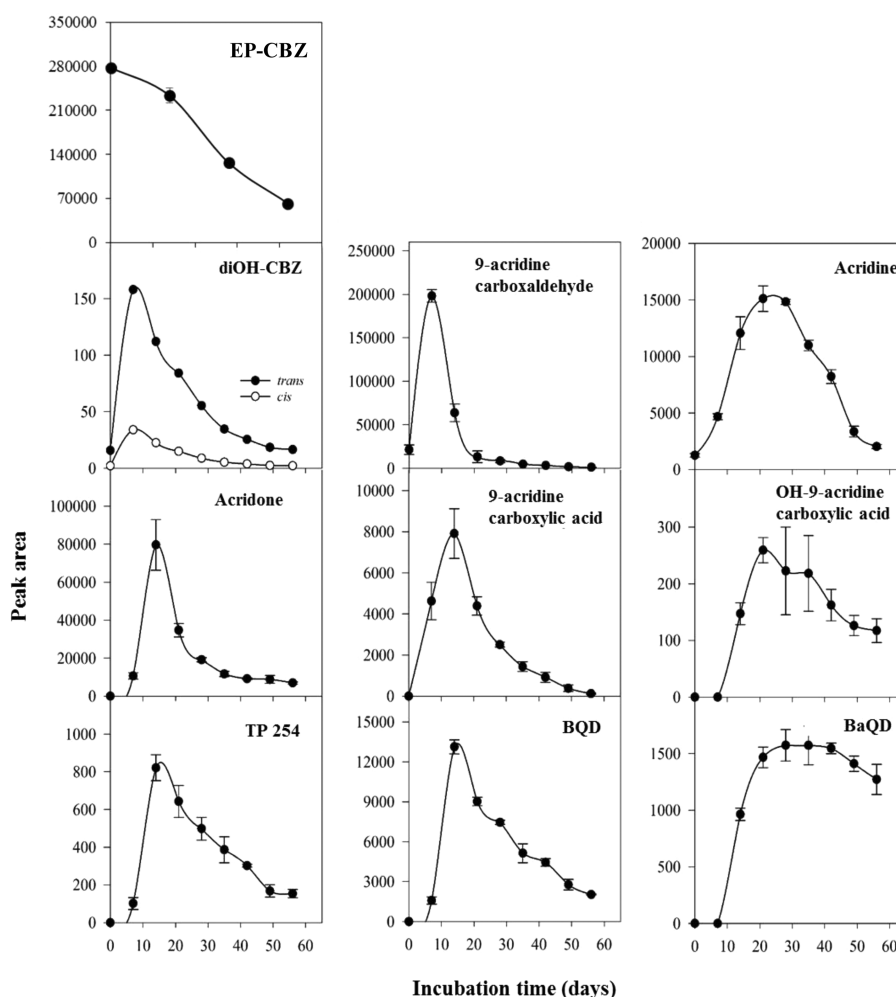 350000
EP-CBZ
280000
210000
140000
70000
0
diOH-CBZ
150
100
50
0
trans
cis
250000
9-acridine
carboxaldehyde
200000
150000
100000
50000
0
20000
Acridine
15000
10000
5000
0
Acridone
100000
80000
60000
40000
20000
0
10000
9-acridine
carboxylic acid
8000
6000
4000
2000
0
OH-9-acridine
carboxylic acid
300
200
100
0
TP 254
1000
800
600
400
200
0
0 10 20 30 40 50 60
15000
BQD
12000
9000
6000
3000
0
0 10 20 30 40 50 60
BaQD
1500
1000
500
0
0 10 20 30 40 50 60
Peak area
Incubation time (days)